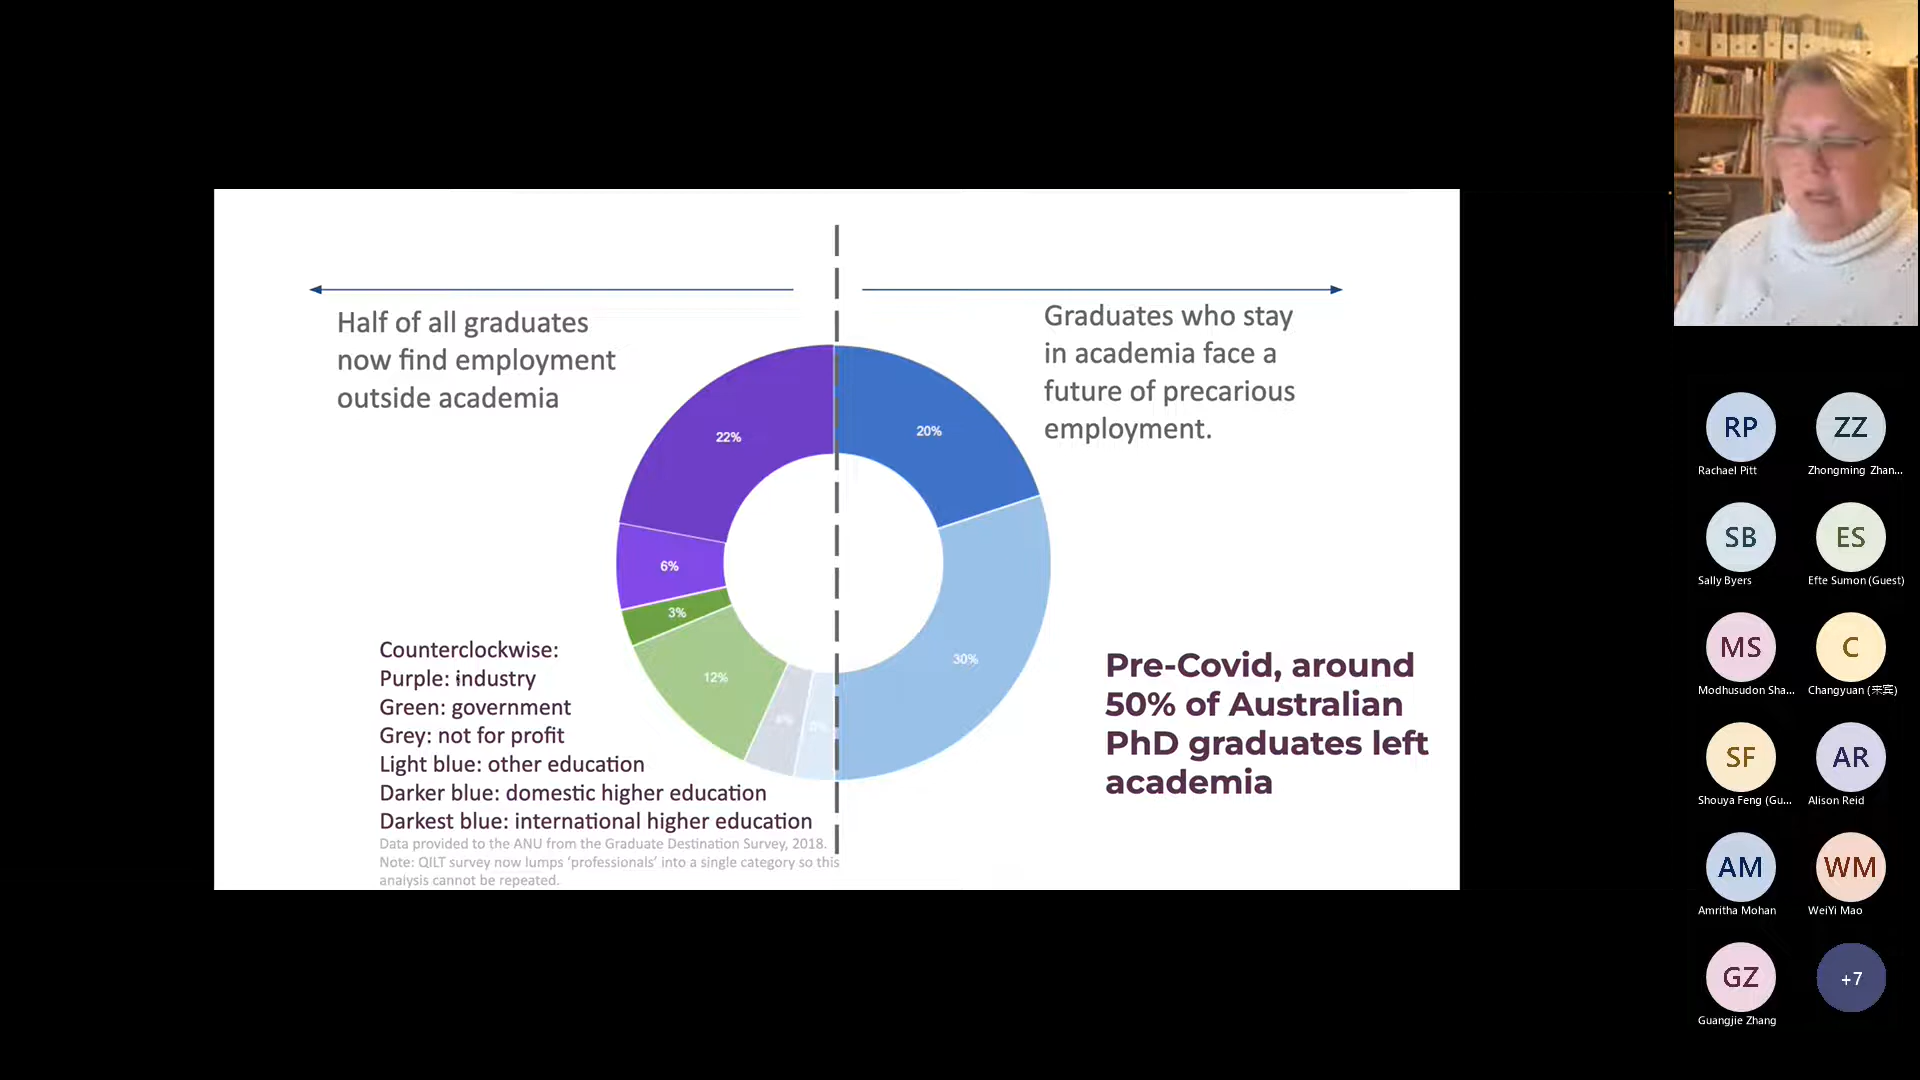 Half of all graduates
now find employment
outside academia
Graduates who stay
in academia face a
future of precarious
employment.
22%
20%
6%
3%
12%
30%
Counterclockwise:
Purple: industry
Green: government
Grey: not for profit
Light blue: other education
Darker blue: domestic higher education
Darkest blue: international higher education
Data provided to the ANU from the Graduate Destination Survey, 2018.
Note: QILT survey now lumps ‘professionals’ into a single category so this
analysis cannot be repeated.
Pre-Covid, around
50% of Australian
PhD graduates left
academia
RP
Rachael Pitt
ZZ
Zhongming Zhan...
SB
Sally Byers
ES
Efte Sumon (Guest)
MS
Modhusudon Sha...
C
Changyuan (来宾)
SF
Shouya Feng (Gu...
AR
Alison Reid
AM
Amritha Mohan
WM
WeiYi Mao
GZ
Guangjie Zhang
+7